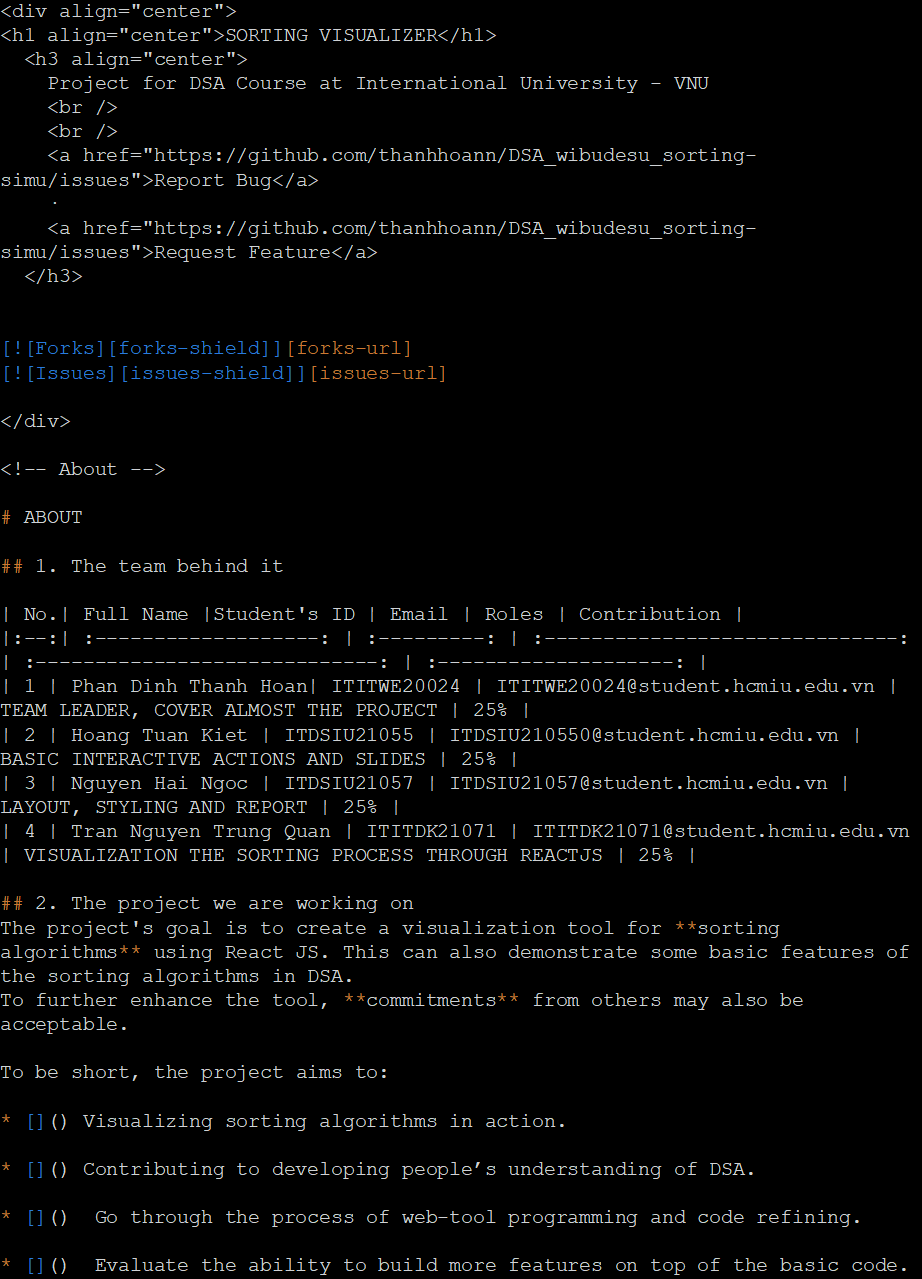 <div align="center">
<h1 align="center">SORTING VISUALIZER</h1>
  <h3 align="center">
    Project for DSA Course at International University - VNU
    <br />
    <br />
    <a href="https://github.com/thanhhoann/DSA_wibudesu_sorting-
simu/issues">Report Bug</a>
    ·
    <a href="https://github.com/thanhhoann/DSA_wibudesu_sorting-
simu/issues">Request Feature</a>
  </h3>
[![Forks][forks-shield]][forks-url]
[![Issues][issues-shield]][issues-url]
</div>
<!-- About -->
# ABOUT
## 1. The team behind it
| No.| Full Name |Student's ID | Email | Roles | Contribution |
|:--:| :-------------------: | :---------: | :------------------------------:
| :-----------------------------: | :--------------------: |
| 1 | Phan Dinh Thanh Hoan| ITITWE20024 | ITITWE20024@student.hcmiu.edu.vn |
TEAM LEADER, COVER ALMOST THE PROJECT | 25% |
| 2 | Hoang Tuan Kiet | ITDSIU21055 | ITDSIU210550@student.hcmiu.edu.vn |
BASIC INTERACTIVE ACTIONS AND SLIDES | 25% |
| 3 | Nguyen Hai Ngoc | ITDSIU21057 | ITDSIU21057@student.hcmiu.edu.vn |
LAYOUT, STYLING AND REPORT | 25% |
| 4 | Tran Nguyen Trung Quan | ITITDK21071 | ITITDK21071@student.hcmiu.edu.vn
| VISUALIZATION THE SORTING PROCESS THROUGH REACTJS | 25% |
## 2. The project we are working on
The project's goal is to create a visualization tool for **sorting
algorithms** using React JS. This can also demonstrate some basic features of
the sorting algorithms in DSA.
To further enhance the tool, **commitments** from others may also be
acceptable.
To be short, the project aims to:
* []() Visualizing sorting algorithms in action.
* []() Contributing to developing people’s understanding of DSA.
* []()  Go through the process of web-tool programming and code refining.
* []()  Evaluate the ability to build more features on top of the basic code.